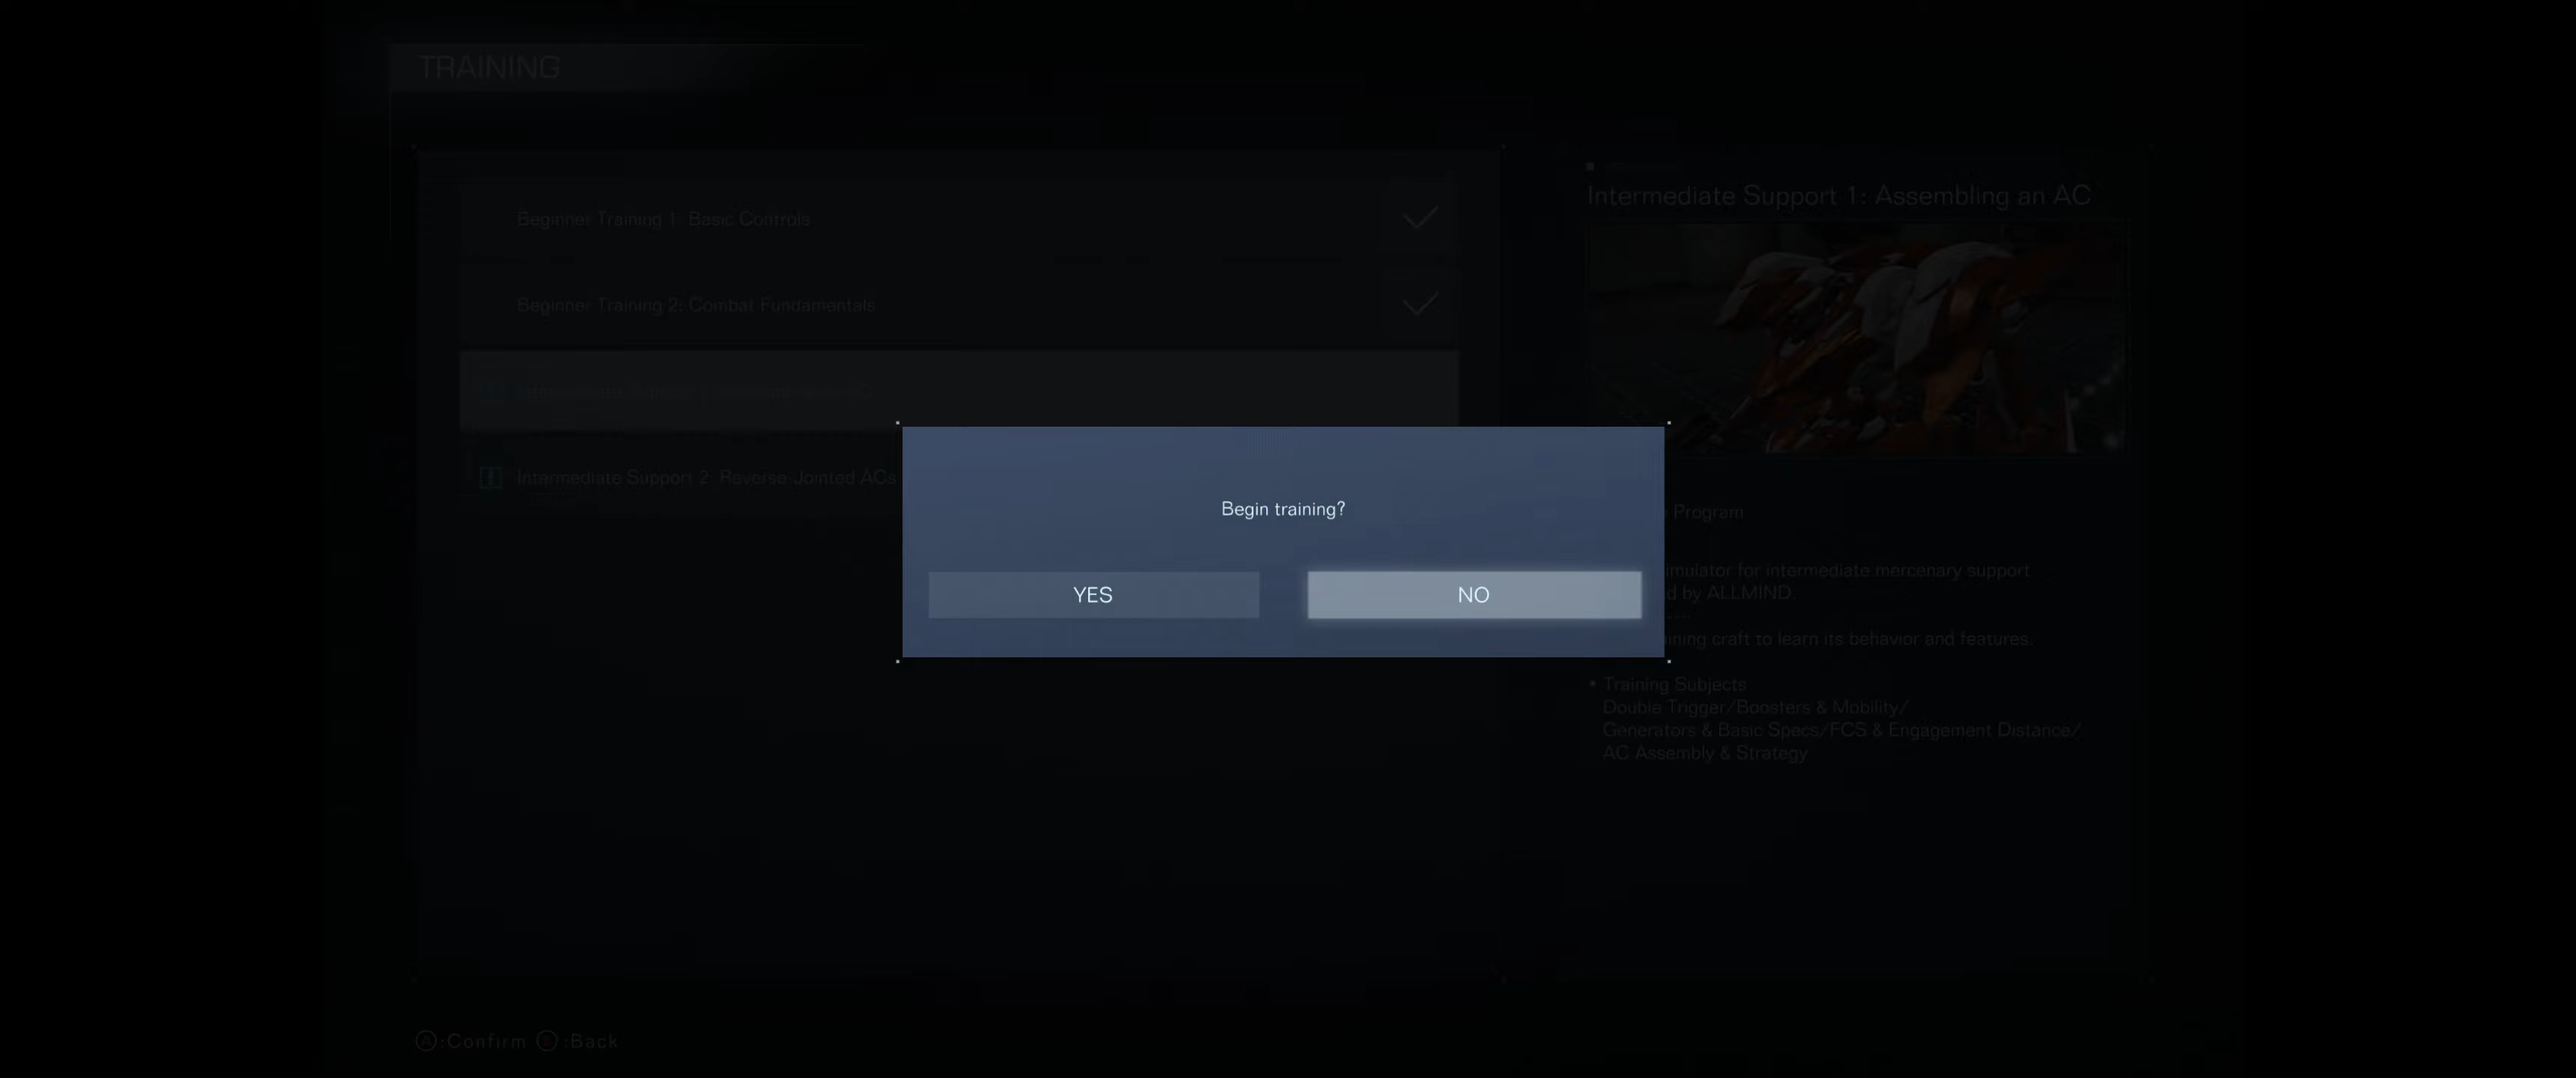 TRAINING
Beginner Training 1: Basic Controls
Beginner Training 2: Combat Fundamentals
Intermediate Support 2: Reverse-Jointed ACs
Intermediate Support 1: Assembling an AC
Begin training?
YES
NO
Program
imulator for intermediate mercenary support
d by ALLMIND.
ining craft to learn its behavior and features.
• Training Subjects
Double Trigger/Boosters & Mobility/
Generators & Basic Specs/FCS & Engagement Distance/
AC Assembly & Strategy
A:Confirm B:Back